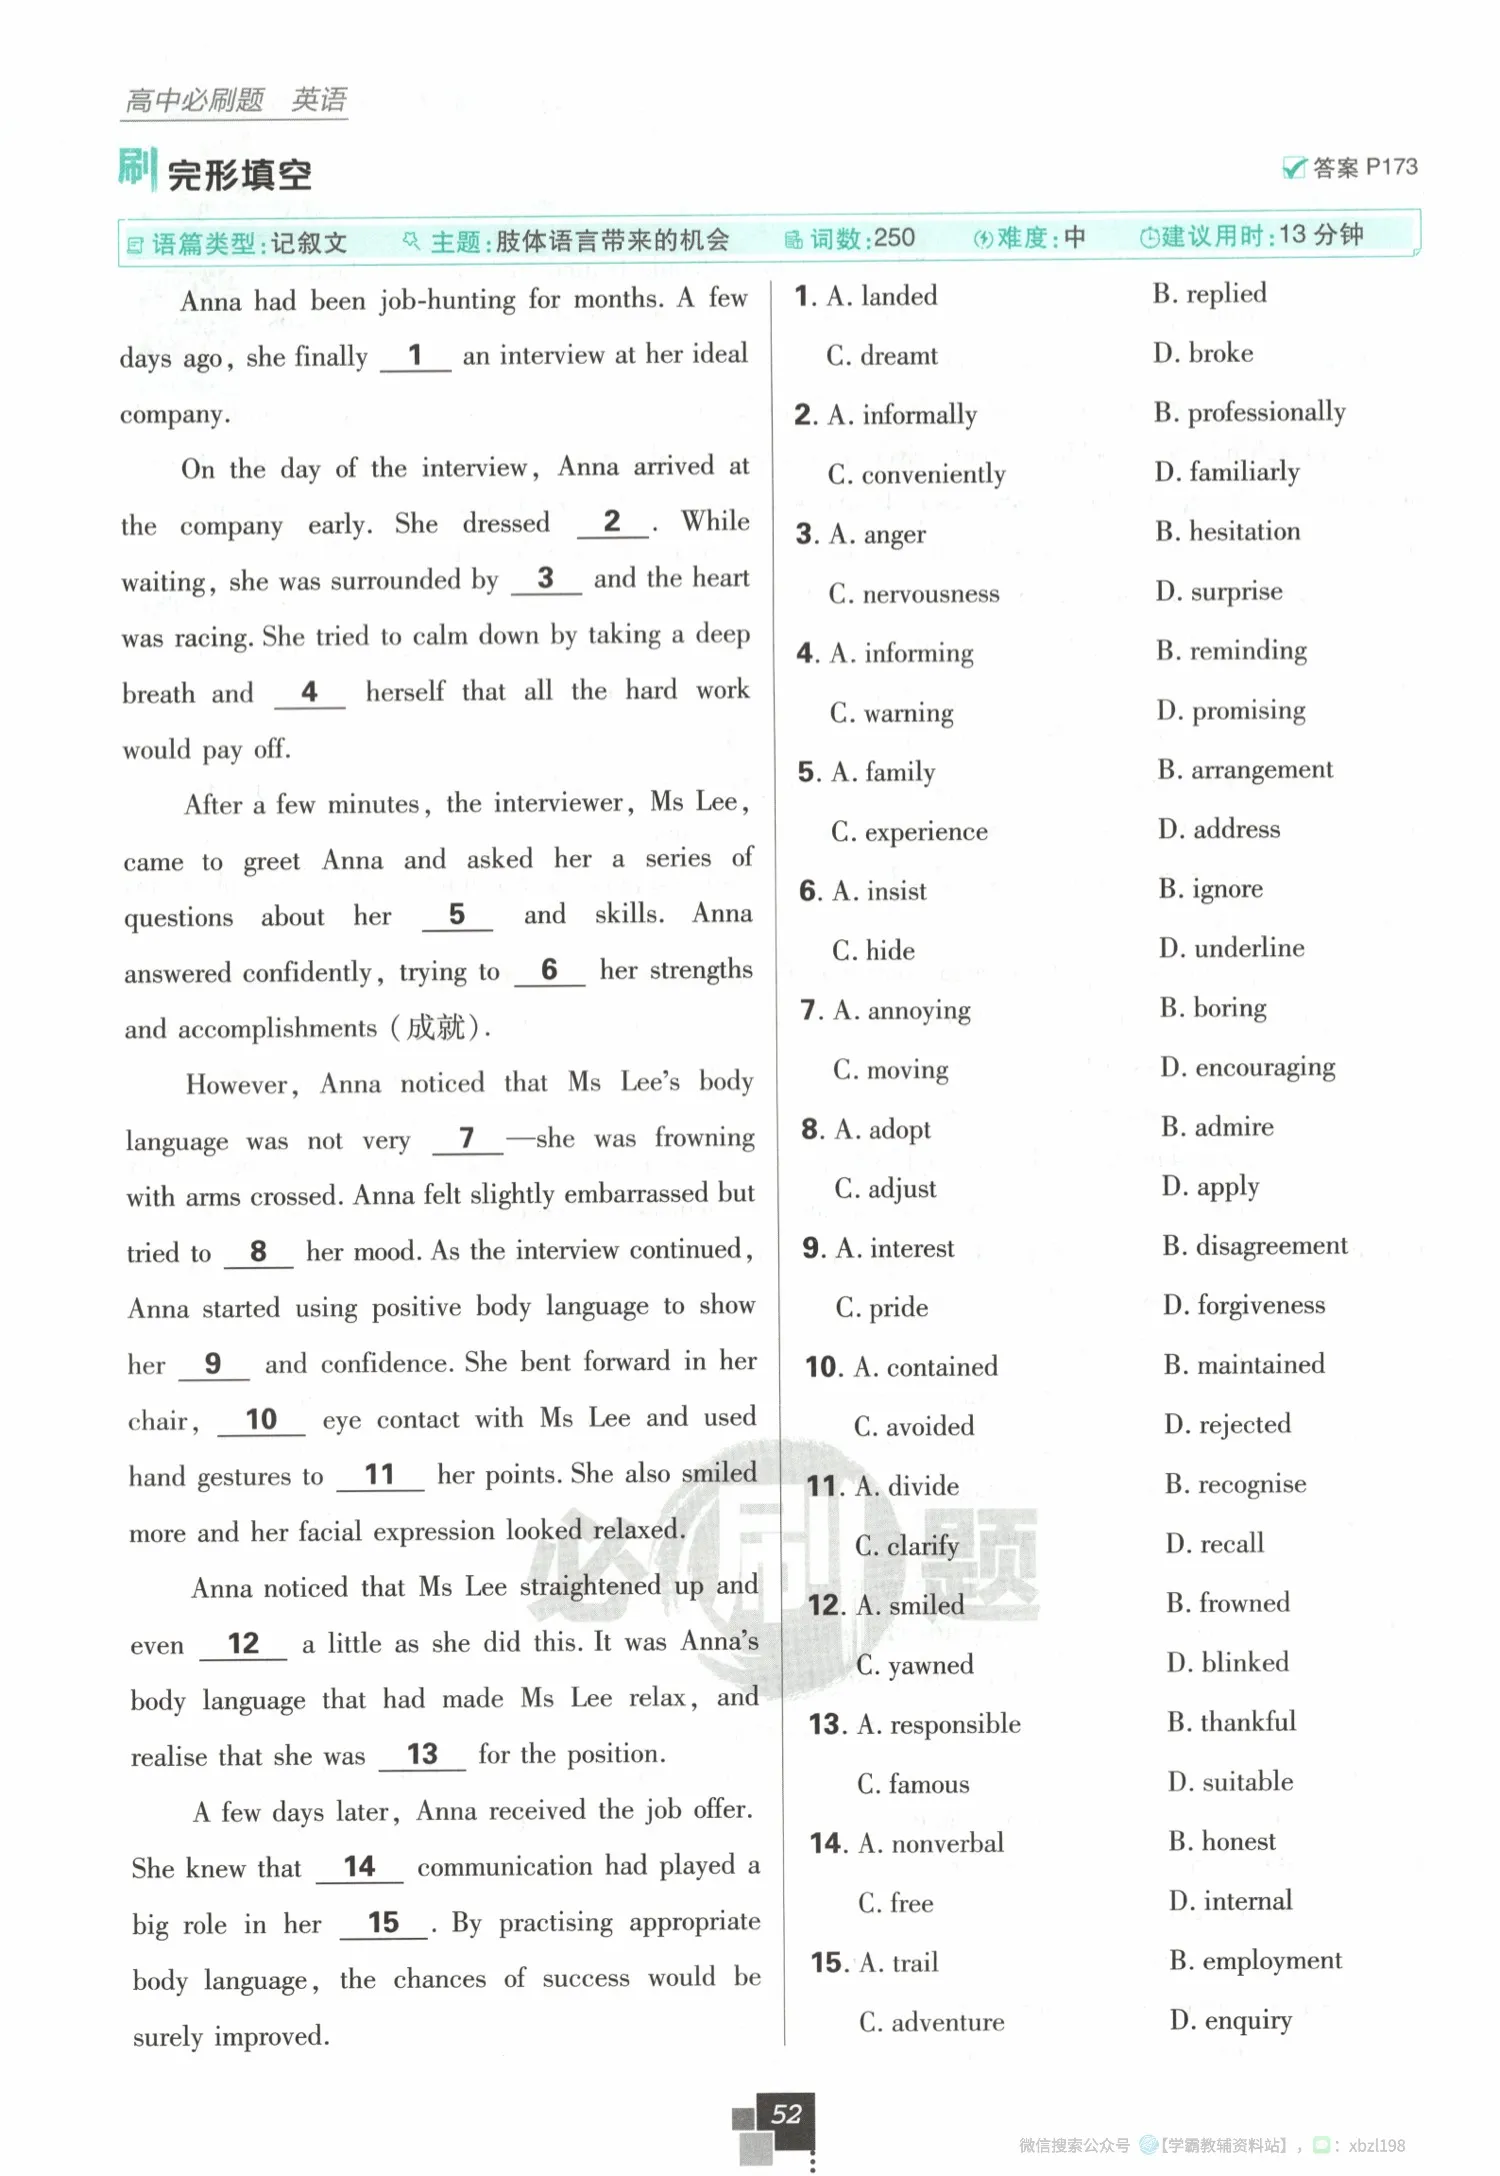 高中必刷题 英语
刷 完形填空
答案 P173
语篇类型:记叙文 主题:肢体语言带来的机会 词数:250 难度:中 建议用时:13 分钟
Anna had been job-hunting for months. A few
days ago, she finally 1 an interview at her ideal
company.
On the day of the interview, Anna arrived at
the company early. She dressed 2 . While
waiting, she was surrounded by 3 and the heart
was racing. She tried to calm down by taking a deep
breath and 4 herself that all the hard work
would pay off.
After a few minutes, the interviewer, Ms Lee,
came to greet Anna and asked her a series of
questions about her 5 and skills. Anna
answered confidently, trying to 6 her strengths
and accomplishments (成就).
However, Anna noticed that Ms Lee's body
language was not very 7 —she was frowning
with arms crossed. Anna felt slightly embarrassed but
tried to 8 her mood. As the interview continued,
Anna started using positive body language to show
her 9 and confidence. She bent forward in her
chair, 10 eye contact with Ms Lee and used
hand gestures to 11 her points. She also smiled
more and her facial expression looked relaxed.
Anna noticed that Ms Lee straightened up and
even 12 a little as she did this. It was Anna's
body language that had made Ms Lee relax, and
realise that she was 13 for the position.
A few days later, Anna received the job offer.
She knew that 14 communication had played a
big role in her 15 . By practising appropriate
body language, the chances of success would be
surely improved.
1. A. landed B. replied
C. dreamt D. broke
2. A. informally B. professionally
C. conveniently D. familiarly
3. A. anger B. hesitation
C. nervousness D. surprise
4. A. informing B. reminding
C. warning D. promising
5. A. family B. arrangement
C. experience D. address
6. A. insist B. ignore
C. hide D. underline
7. A. annoying B. boring
C. moving D. encouraging
8. A. adopt B. admire
C. adjust D. apply
9. A. interest B. disagreement
C. pride D. forgiveness
10. A. contained B. maintained
C. avoided D. rejected
11. A. divide B. recognise
C. clarify D. recall
12. A. smiled B. frowned
C. yawned D. blinked
13. A. responsible B. thankful
C. famous D. suitable
14. A. nonverbal B. honest
C. free D. internal
15. A. trail B. employment
C. adventure D. enquiry
必刷题
52
微信搜索公众号 【学霸教辅资料站】, : xbzl198